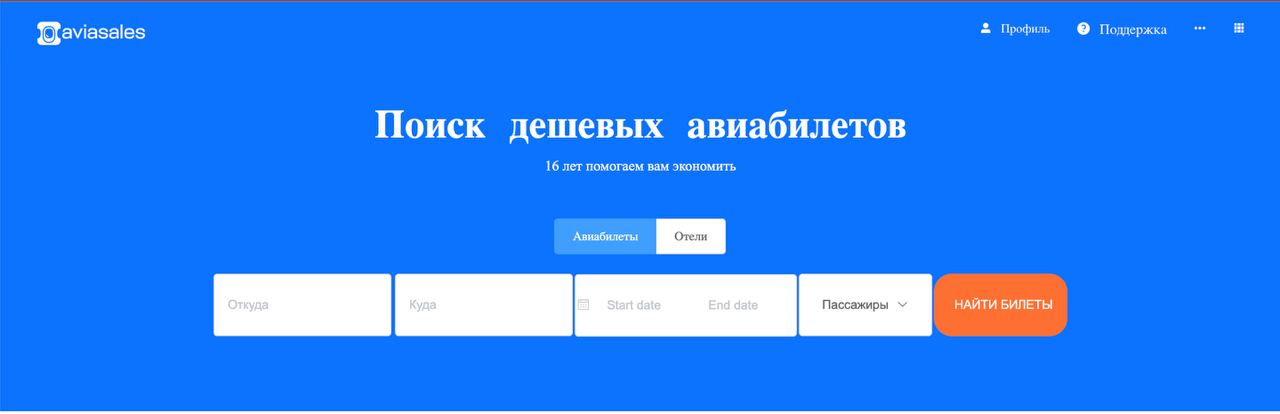 aviasales
Профиль
Поддержка
Поиск дешевых авиабилетов
16 лет помогаем вам экономить
Авиабилеты
Отели
Откуда
Куда
Start date
End date
Пассажиры
НАЙТИ БИЛЕТЫ